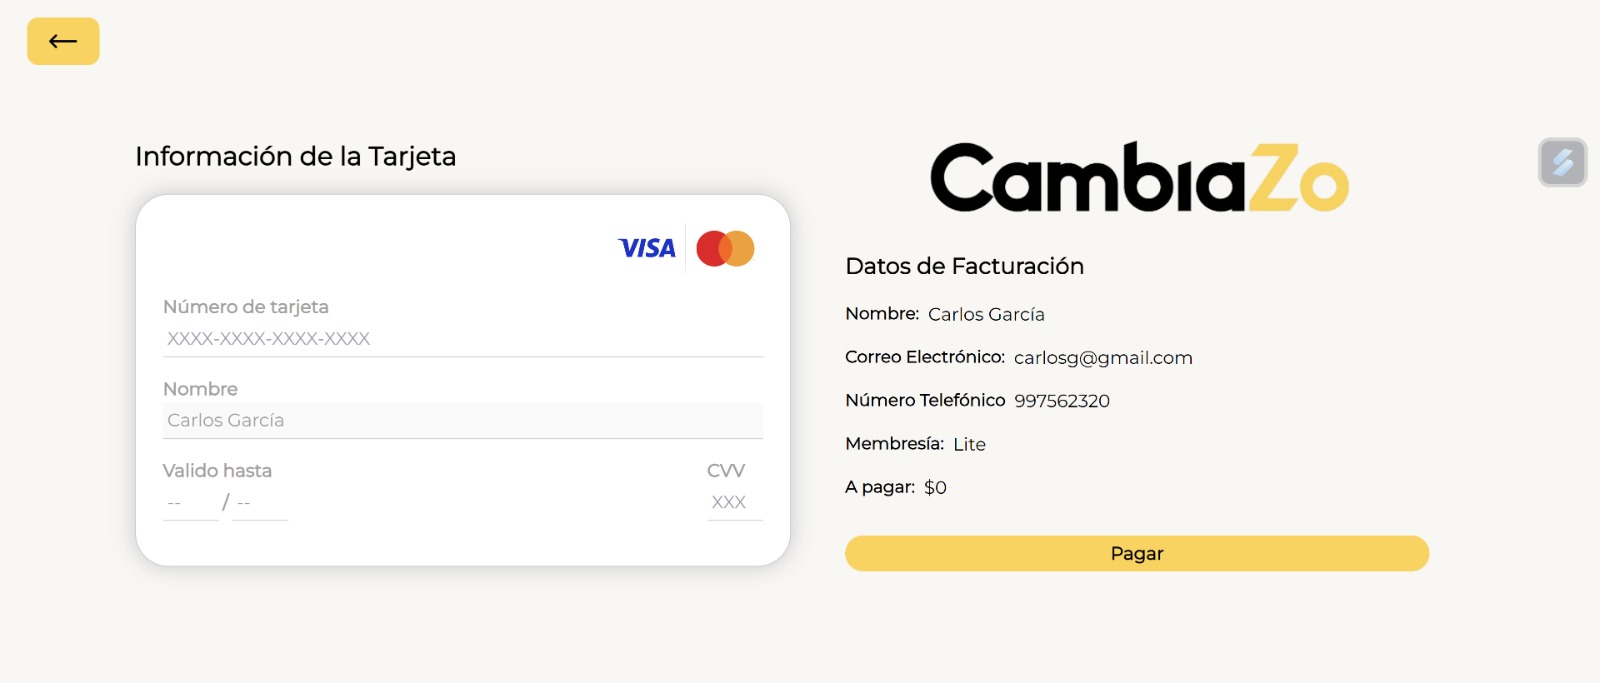 Información de la Tarjeta
VISA
Número de tarjeta
XXXX-XXXX-XXXX-XXXX
Nombre
Carlos García
Valido hasta
CVV
-- / --
XXX
CambiaZo
Datos de Facturación
Nombre: Carlos García
Correo Electrónico: carlosg@gmail.com
Número Telefónico 997562320
Membresía: Lite
A pagar: $0
Pagar